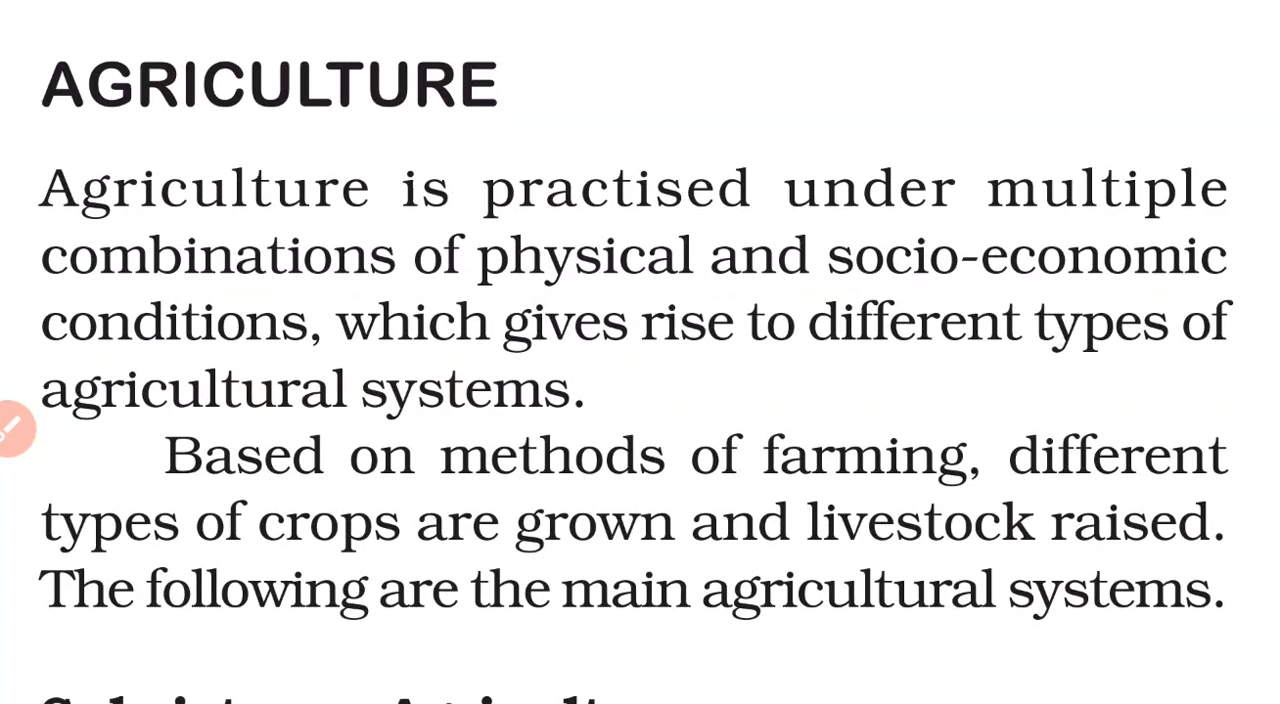 AGRICULTURE
Agriculture is practised under multiple
combinations of physical and socio-economic
conditions, which gives rise to different types of
agricultural systems.
Based on methods of farming, different
types of crops are grown and livestock raised.
The following are the main agricultural systems.